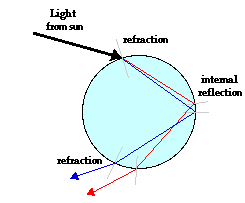 Light
from sun
refraction
internal
reflection
refraction